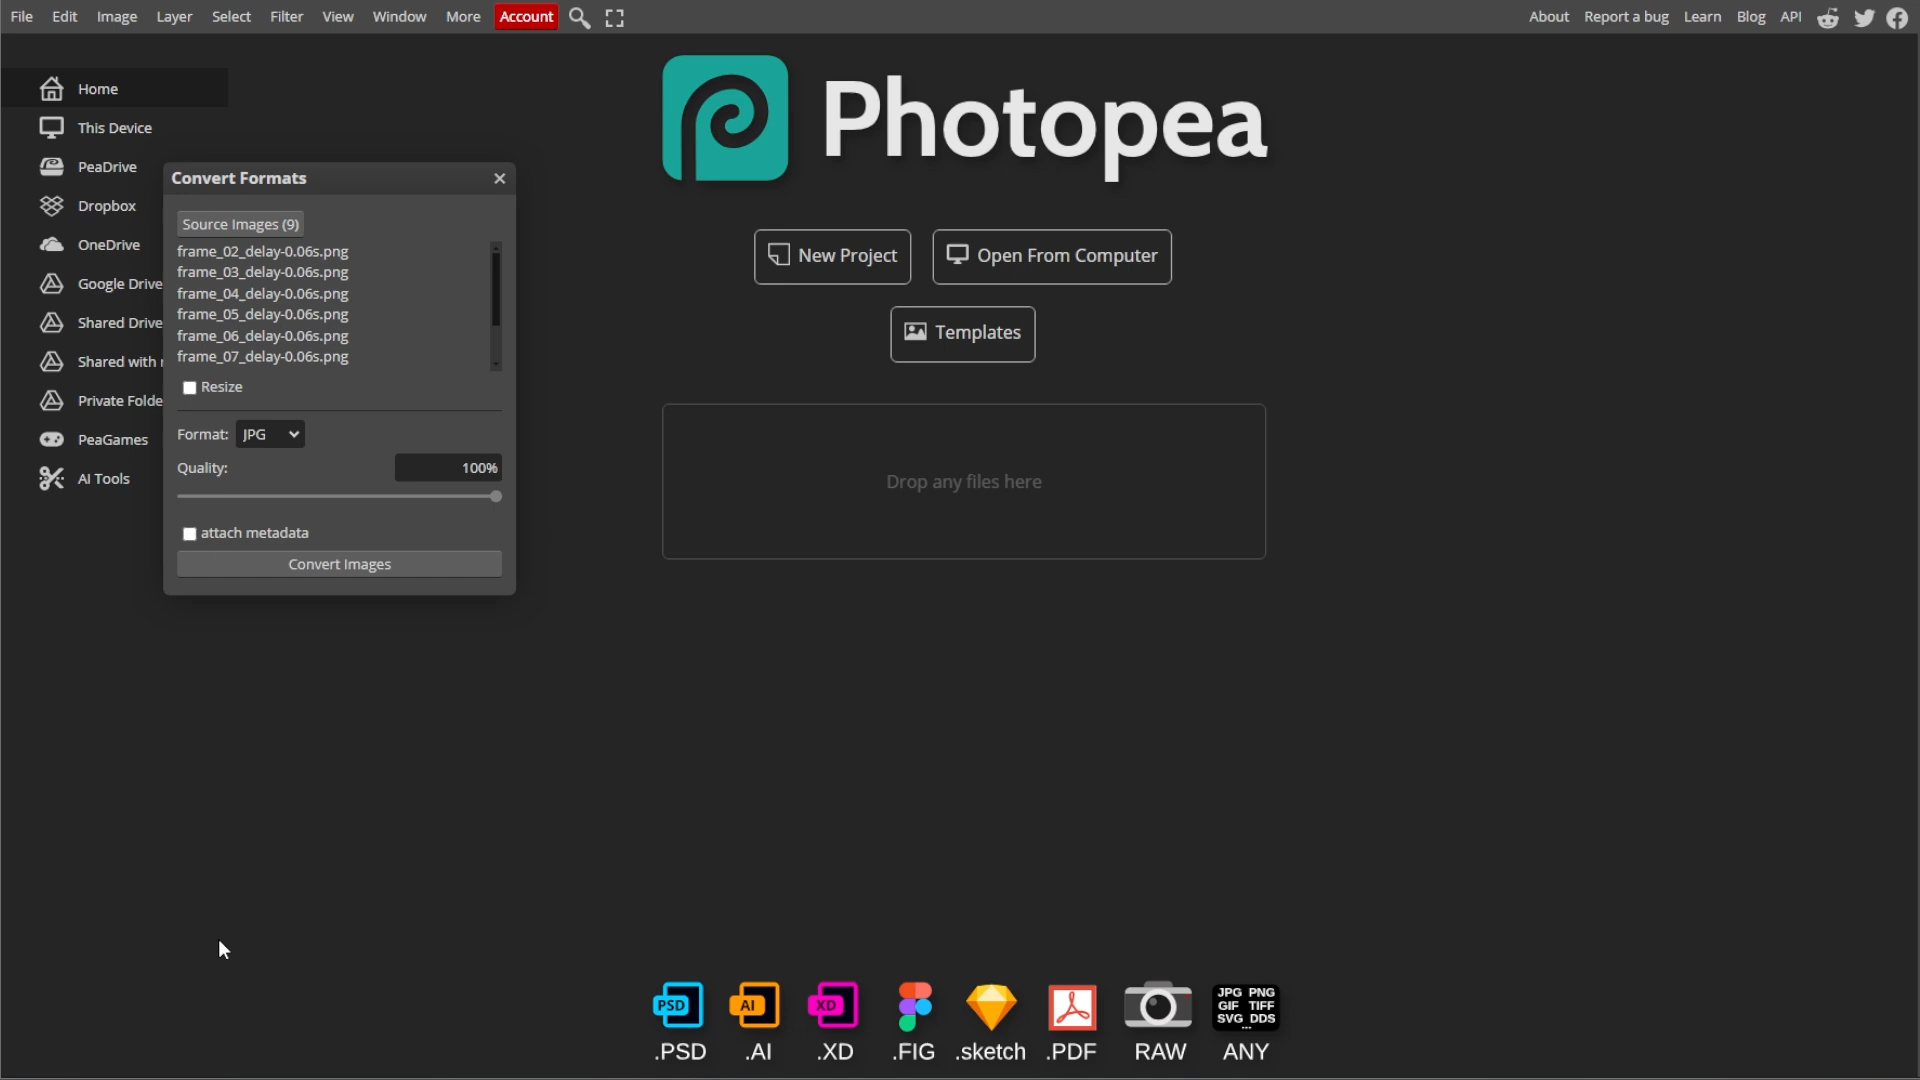 File Edit Image Layer Select Filter View Window More Account About Report a bug Learn Blog API
Photopea
Home
This Device
PeaDrive
Dropbox
OneDrive
Google Drive
Shared Drive
Shared with
Private Folde
PeaGames
AI Tools
Convert Formats
Source Images (9)
frame_02_delay-0.06s.png
frame_03_delay-0.06s.png
frame_04_delay-0.06s.png
frame_05_delay-0.06s.png
frame_06_delay-0.06s.png
frame_07_delay-0.06s.png
Resize
Format: JPG
Quality: 100%
attach metadata
Convert Images
New Project Open From Computer
Templates
Drop any files here
PSD AI XD JPG PNG
GIF TIFF
SVG DDS
...
.PSD .AI .XD .FIG .sketch .PDF RAW ANY